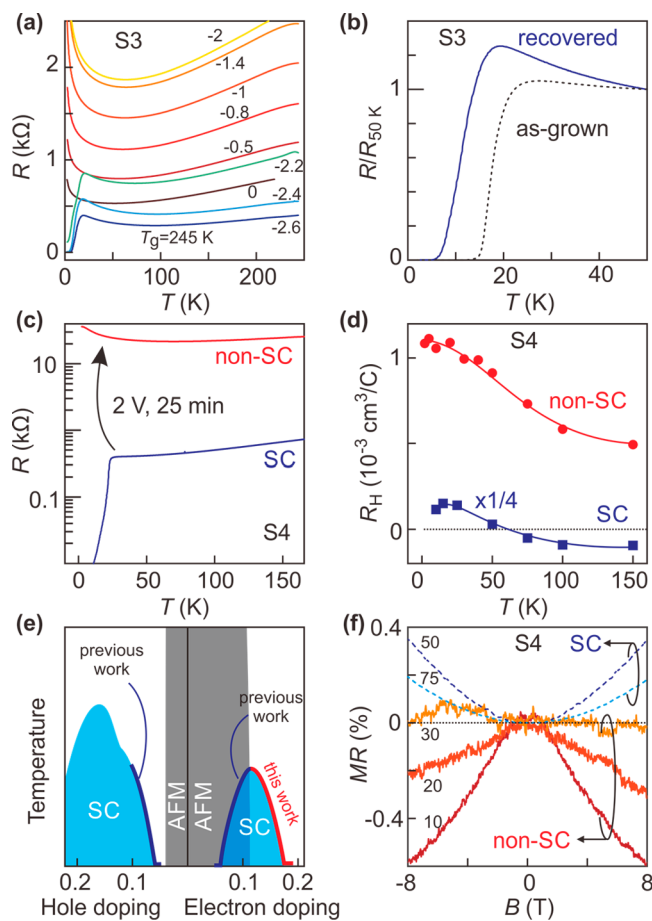 (a)
S3
-2
-1.4
-1
-0.8
-0.5
-2.2
0
-2.4
-2.6
Tg=245 K
R (kΩ)
2
1
0
0 100 200
T (K)
(b)
S3
recovered
as-grown
R/R50 K
1
0
0 20 40
T (K)
(c)
non-SC
2 V, 25 min
SC
S4
R (kΩ)
10
0.1
0 50 100 150
T (K)
(d)
S4
non-SC
x1/4
SC
RH (10-3 cm3/C)
1
0
0 25 50 75 100 125 150
T (K)
(e)
previous
work
previous
work
this work
SC
AFM
AFM
SC
Temperature
0.2 0.1 0.1 0.2
Hole doping Electron doping
(f)
S4
SC
50
75
30
20
10
non-SC
MR (%)
0.4
0
-0.4
-8 0 8
B (T)